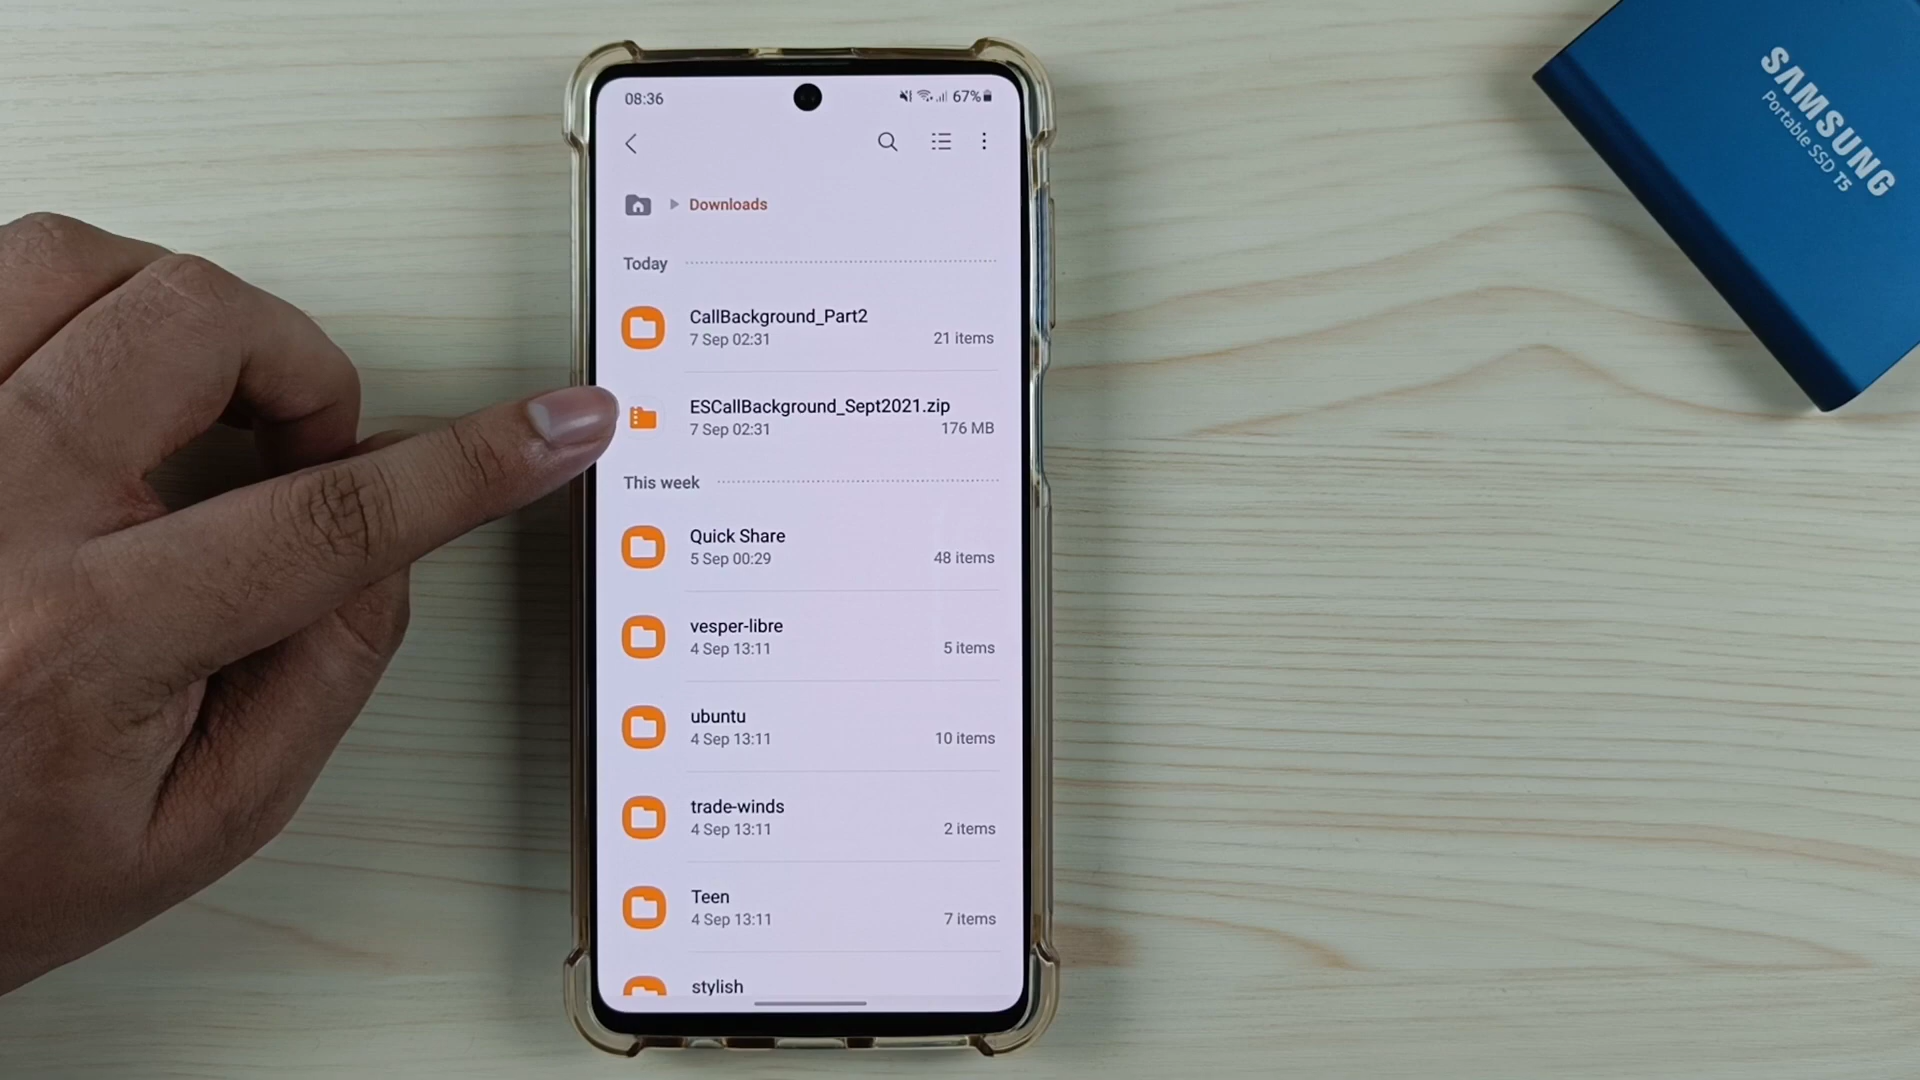 08:36
67%
Downloads
Today
CallBackground_Part2
7 Sep 02:31
21 items
ESCallBackground_Sept2021.zip
7 Sep 02:31
176 MB
This week
Quick Share
5 Sep 00:29
48 items
vesper-libre
4 Sep 13:11
5 items
ubuntu
4 Sep 13:11
10 items
trade-winds
4 Sep 13:11
2 items
Teen
4 Sep 13:11
7 items
stylish
SAMSUNG
Portable SSD T5